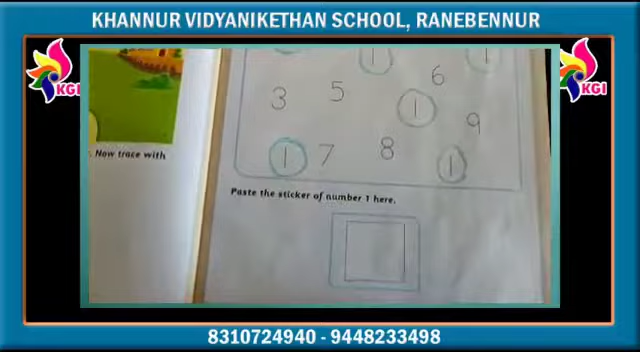 KHANNUR VIDYANIKETHAN SCHOOL, RANEBENNUR
KGI
KGI
1 1
6
3 5 1
9
1 7 8 1
. Now trace with
Paste the sticker of number 1 here.
8310724940 - 9448233498